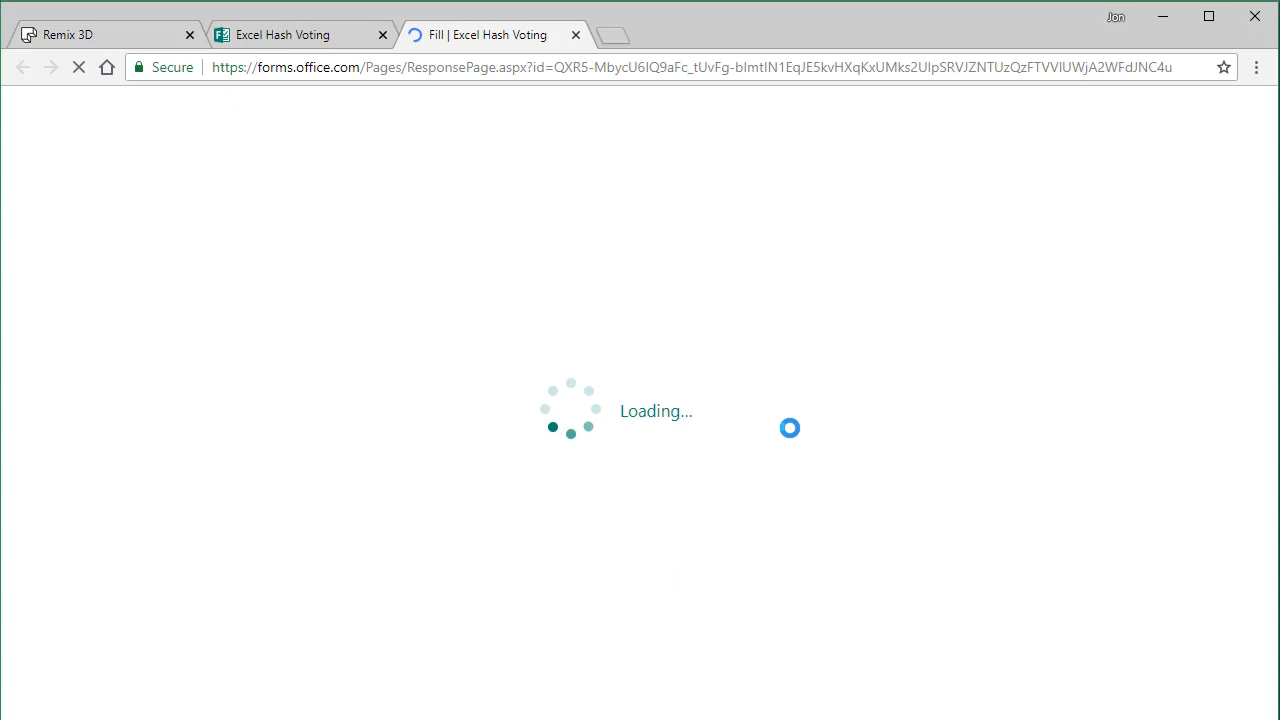 Jon
Remix 3D
Excel Hash Voting
Fill | Excel Hash Voting
Secure
https://forms.office.com/Pages/ResponsePage.aspx?id=QXR5-MbycU6IQ9aFc_tUvFg-bImtlN1EqJE5kvHXqKxUMks2UlpSRVJZNTUzQzFTVVlUWjA2WFdJNC4u
Loading...